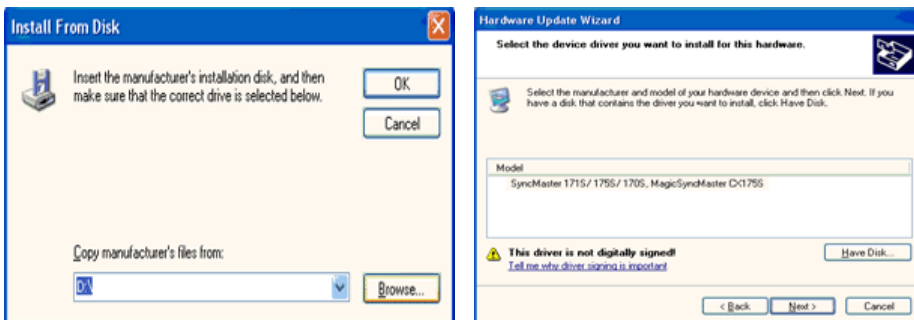 Install From Disk
Insert the manufacturer's installation disk, and then
make sure that the correct drive is selected below.
OK
Cancel
Copy manufacturer's files from:
D:\
Browse...
Hardware Update Wizard
Select the device driver you want to install for this hardware.
Select the manufacturer and model of your hardware device and then click Next. If you
have a disk that contains the driver you want to install, click Have Disk.
Model
SyncMaster 171S/ 175S/ 170S, MagicSyncMaster CX175S
This driver is not digitally signed!
Tell me why driver signing is important
Have Disk...
< Back
Next >
Cancel